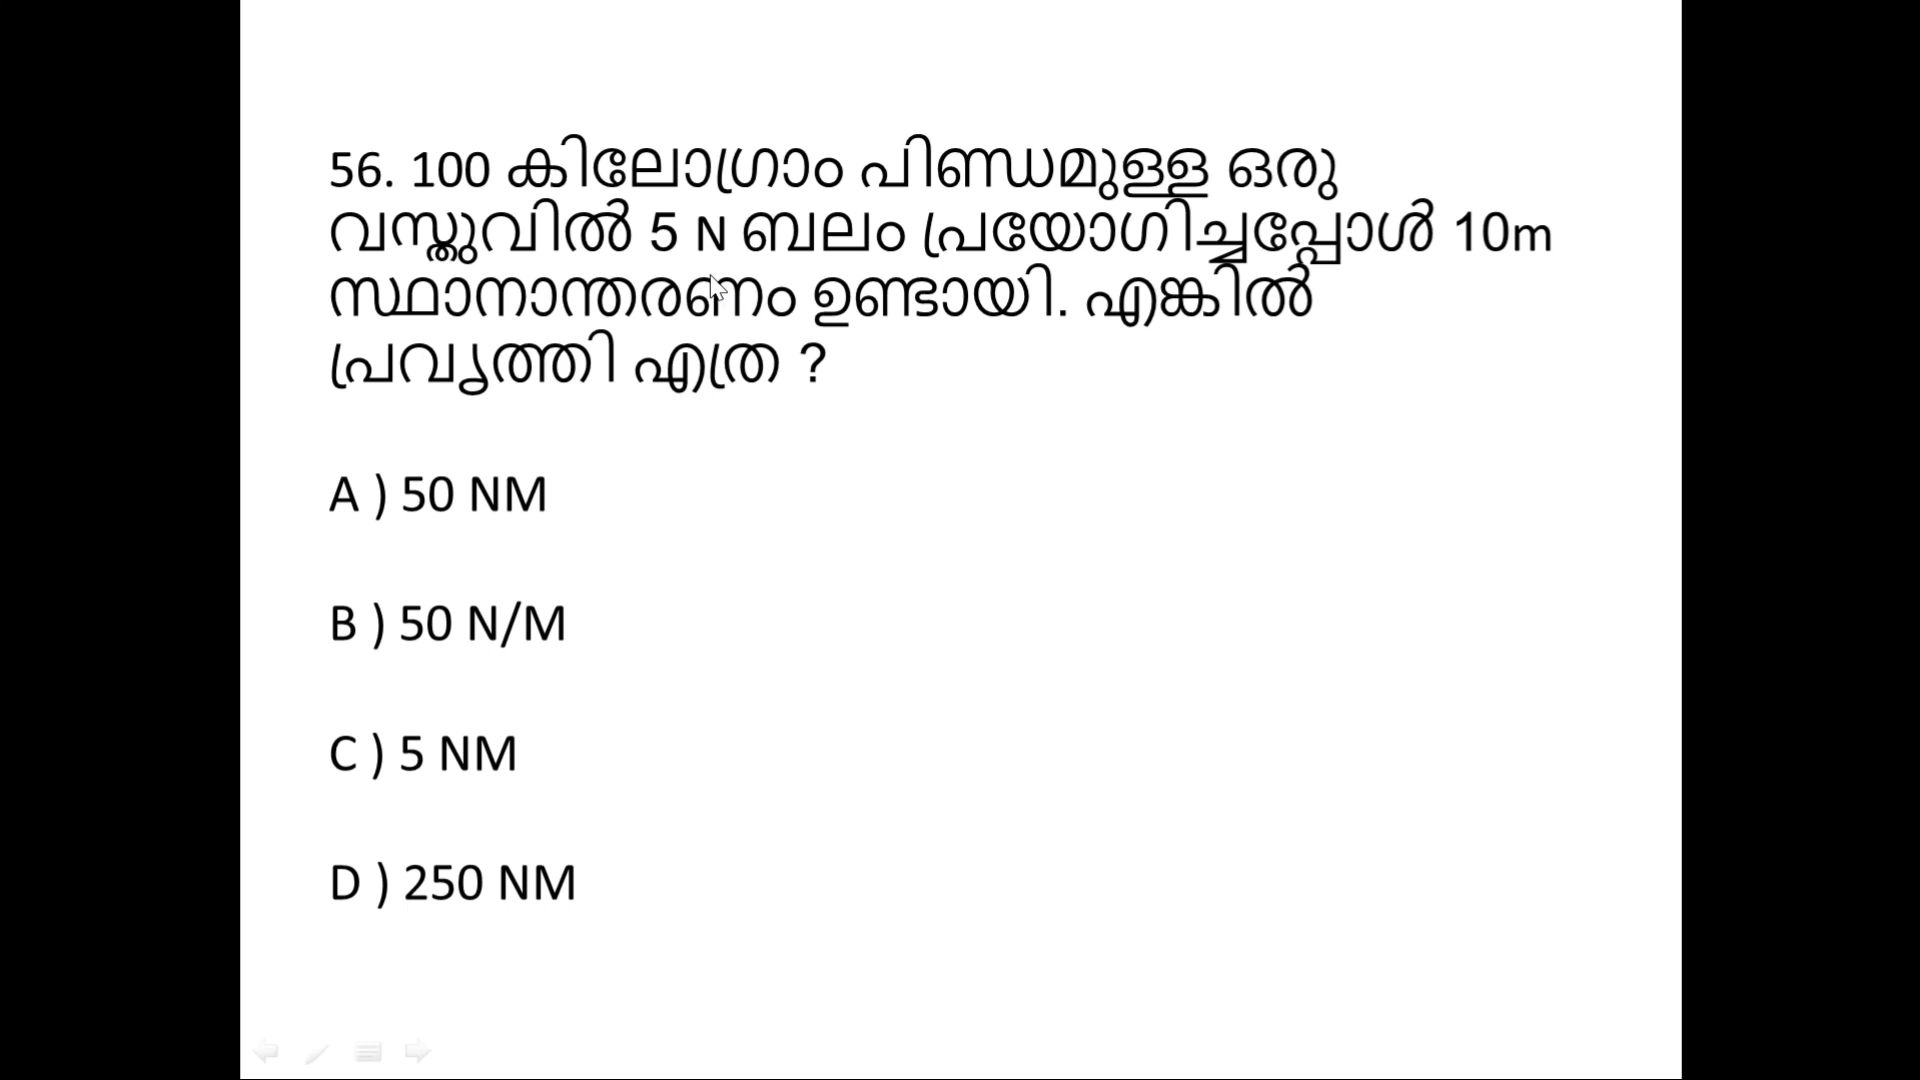 56. 100 കിലോഗ്രാം പിണ്ഡമുള്ള ഒരു
വസ്തുവിൽ 5 N ബലം പ്രയോഗിച്ചപ്പോൾ 10m
സ്ഥാനാന്തരണം ഉണ്ടായി. എങ്കിൽ
പ്രവൃത്തി എത്ര ?
A ) 50 NM
B ) 50 N/M
C ) 5 NM
D ) 250 NM